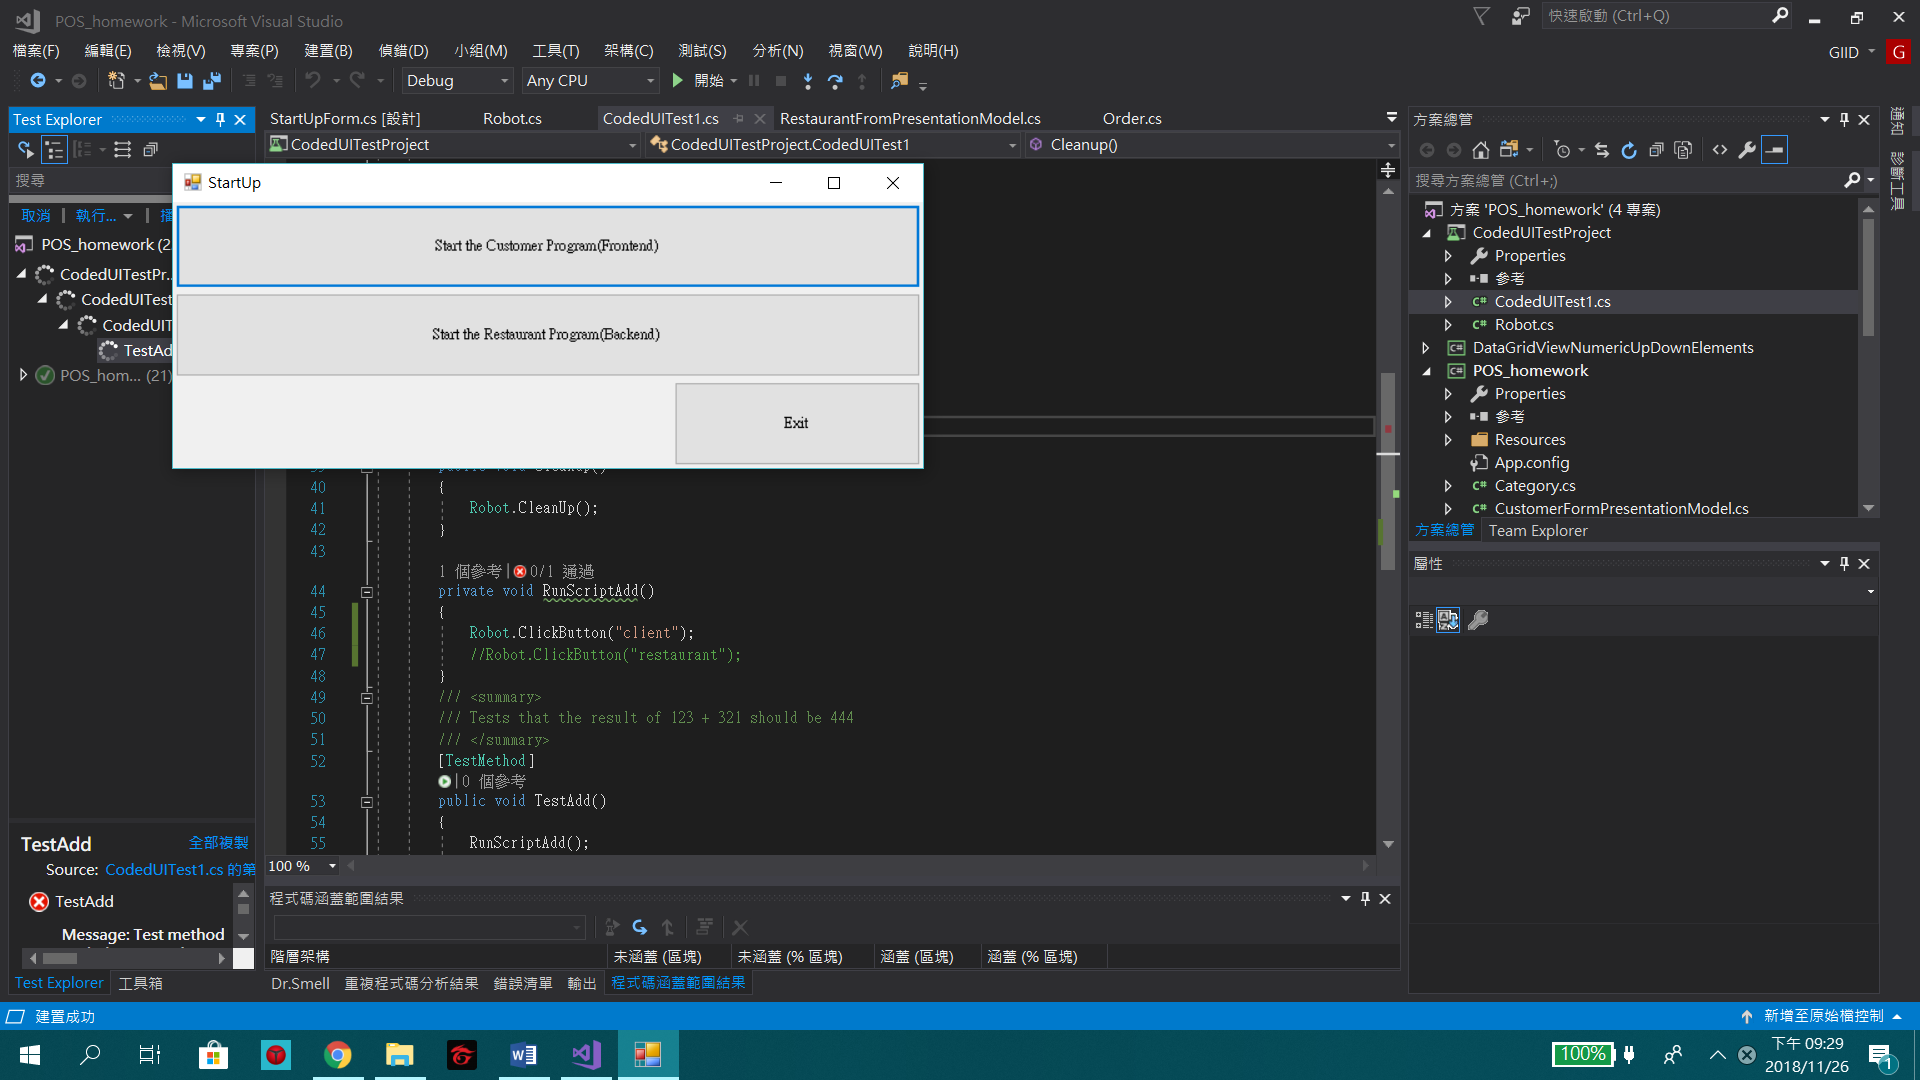 POS_homework - Microsoft Visual Studio
快速啟動 (Ctrl+Q)
檔案(F) 編輯(E) 檢視(V) 專案(P) 建置(B) 偵錯(D) 小組(M) 工具(T) 架構(C) 測試(S) 分析(N) 視窗(W) 說明(H)
GIID G
Debug Any CPU 開始
Test Explorer
搜尋
取消 執行...
POS_homework (2
CodedUITestPr...
CodedUITest
CodedUIT
TestAd
POS_hom... (21)
StartUpForm.cs [設計] Robot.cs CodedUITest1.cs RestaurantFromPresentationModel.cs Order.cs
CodedUITestProject CodedUITestProject.CodedUITest1 Cleanup()
StartUp
Start the Customer Program(Frontend)
Start the Restaurant Program(Backend)
Exit
40 {
41 Robot.CleanUp();
42 }
43
1 個參考|0/1 通過
44 private void RunScriptAdd()
45 {
46 Robot.ClickButton("client");
47 //Robot.ClickButton("restaurant");
48 }
49 /// <summary>
50 /// Tests that the result of 123 + 321 should be 444
51 /// </summary>
52 [TestMethod]
|0 個參考
53 public void TestAdd()
54 {
55 RunScriptAdd();
100 %
程式碼涵蓋範圍結果
階層架構 未涵蓋 (區塊) 未涵蓋 (% 區塊) 涵蓋 (區塊) 涵蓋 (% 區塊)
Dr.Smell 重複程式碼分析結果 錯誤清單 輸出 程式碼涵蓋範圍結果
TestAdd 全部複製
Source: CodedUITest1.cs 的第
TestAdd
Message: Test method
Test Explorer 工具箱
方案總管
搜尋方案總管 (Ctrl+;)
方案 'POS_homework' (4 專案)
CodedUITestProject
Properties
參考
CodedUITest1.cs
Robot.cs
DataGridViewNumericUpDownElements
POS_homework
Properties
參考
Resources
App.config
Category.cs
CustomerFormPresentationModel.cs
方案總管 Team Explorer
屬性
通知
診斷工具
建置成功
新增至原始檔控制
100%
下午 09:29
2018/11/26
1